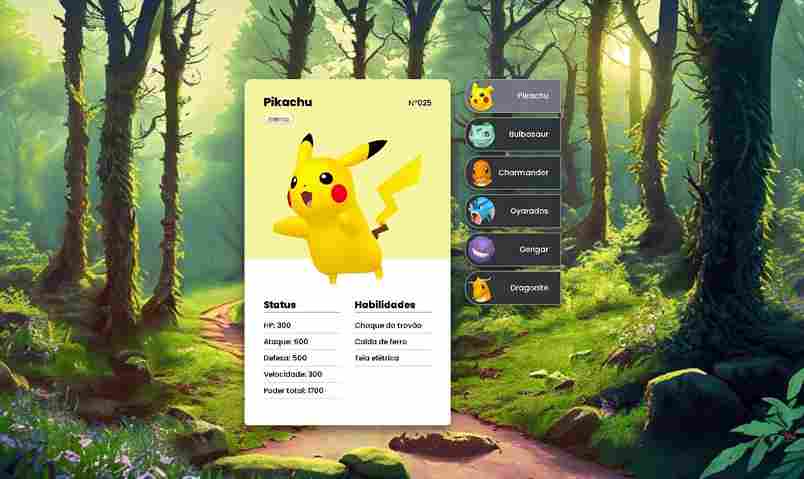 Pikachu
Nº025
Status
HP: 300
Ataque: 600
Defesa: 500
Velocidade: 300
Poder total: 1700
Habilidades
Choque do trovão
Calda de ferro
Teia elétrica
Pikachu
Bulbasaur
Charmander
Gyarados
Gengar
Dragonite